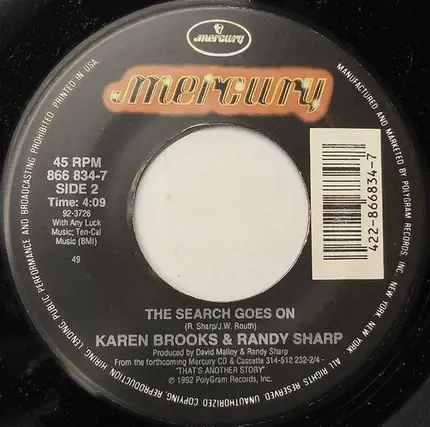 mercury
mercury
45 RPM
866 834-7
SIDE 2
Time: 4:09
92-3726
With Any Luck
Music; Ten-Cal
Music (BMI)
49
422-866834-7
THE SEARCH GOES ON
(R. Sharp/J.W. Routh)
KAREN BROOKS & RANDY SHARP
Produced by David Malloy & Randy Sharp
From the forthcoming Mercury CD & Cassette 314-512 232-2/4 -
"THAT'S ANOTHER STORY"
℗ 1992 PolyGram Records, Inc.
MANUFACTURED AND MARKETED BY POLYGRAM RECORDS, INC., NEW YORK, NEW YORK. ALL RIGHTS RESERVED. UNAUTHORIZED COPYING, REPRODUCTION, HIRING, LENDING, PUBLIC PERFORMANCE AND BROADCASTING PROHIBITED. PRINTED IN USA.